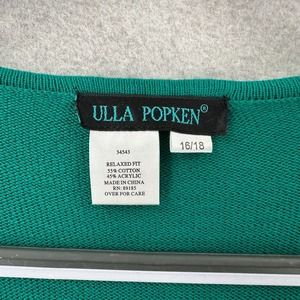 ULLA POPKEN®
16/18
34543
RELAXED FIT
55% COTTON
45% ACRYLIC
MADE IN CHINA
RN: 89185
OVER FOR CARE